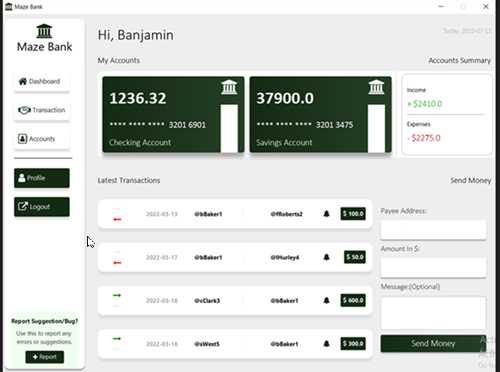 Maze Bank
Maze Bank
Dashboard
Transaction
Accounts
Profile
Logout
Report Suggestion/Bug?
Use this to report any
errors or suggestions.
+ Report
Hi, Banjamin
Today, 2023-07-11
My Accounts
Accounts Summary
1236.32
**** **** **** 3201 6901
Checking Account
37900.0
**** **** **** 3201 3475
Savings Account
Income
+ $2410.0
Expenses
- $2275.0
Latest Transactions
2022-03-13 @bBaker1 @fRoberts2 $ 100.0
2022-03-17 @bBaker1 @lHurley4 $ 50.0
2022-03-18 @cClark3 @bBaker1 $ 600.0
2022-03-18 @sWest5 @bBaker1 $ 300.0
Send Money
Payee Address:
Amount In $:
Message:(Optional)
Send Money
Go to